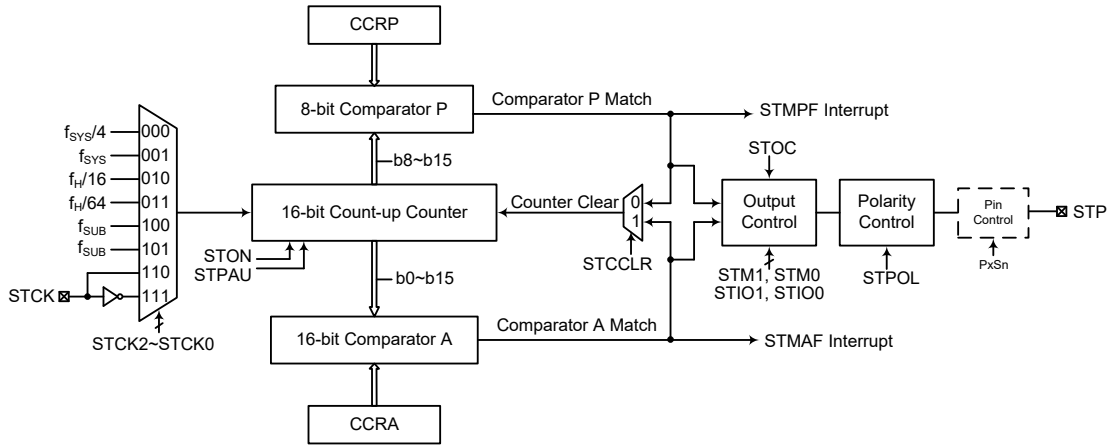 CCRP
8-bit Comparator P
Comparator P Match
STMPF Interrupt
b8~b15
fSYS/4
000
fSYS
001
fH/16
010
fH/64
011
fSUB
100
fSUB
101
110
STCK
111
STCK2~STCK0
16-bit Count-up Counter
STON
STPAU
Counter Clear
0
1
STCCLR
STOC
Output
Control
STM1, STM0
STIO1, STIO0
Polarity
Control
STPOL
Pin
Control
PxSn
STP
b0~b15
16-bit Comparator A
Comparator A Match
STMAF Interrupt
CCRA